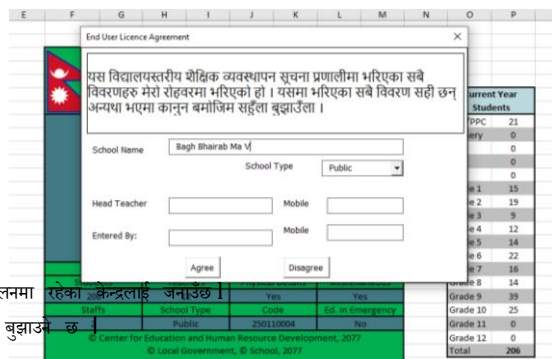 E F G H I J K L M N O P
End User Licence Agreement
यस विद्यालयस्तरीय शैक्षिक व्यवस्थापन सूचना प्रणालीमा भरिएका सबै
विवरणहरु मेरो रोहवरमा भरिएको हो । यसमा भरिएका सबै विवरण सही छन्
अन्यथा भएमा कानुन बमोजिम सहुँला बुझाउँला ।
School Name Bagh Bhairab Ma V
School Type Public
Head Teacher Mobile
Entered By: Mobile
Agree Disagree
urrent Year
Students
PPC 21
ery 0
0
0
e 1 15
e 2 19
e 3 9
e 4 12
e 5 14
e 6 22
e 7 16
Grade 8 14
Grade 9 39
Grade 10 25
Grade 11 0
Grade 12 0
Total 206
लनमा रहेका केन्द्रलाई जनाउँछ।
Yes Yes
Staffs School Type Code Ed. in Emergency
बुझाउने छ
Public 250110004 No
© Center for Education and Human Resource Development, 2077
© Local Government, © School, 2077